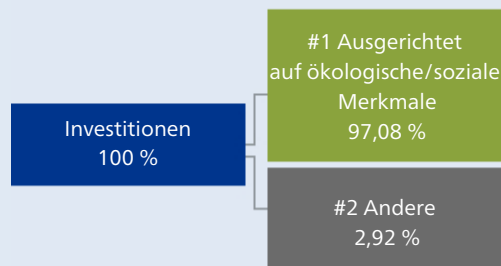 Investitionen
100 %
#1 Ausgerichtet
auf ökologische/soziale
Merkmale
97,08 %
#2 Andere
2,92 %